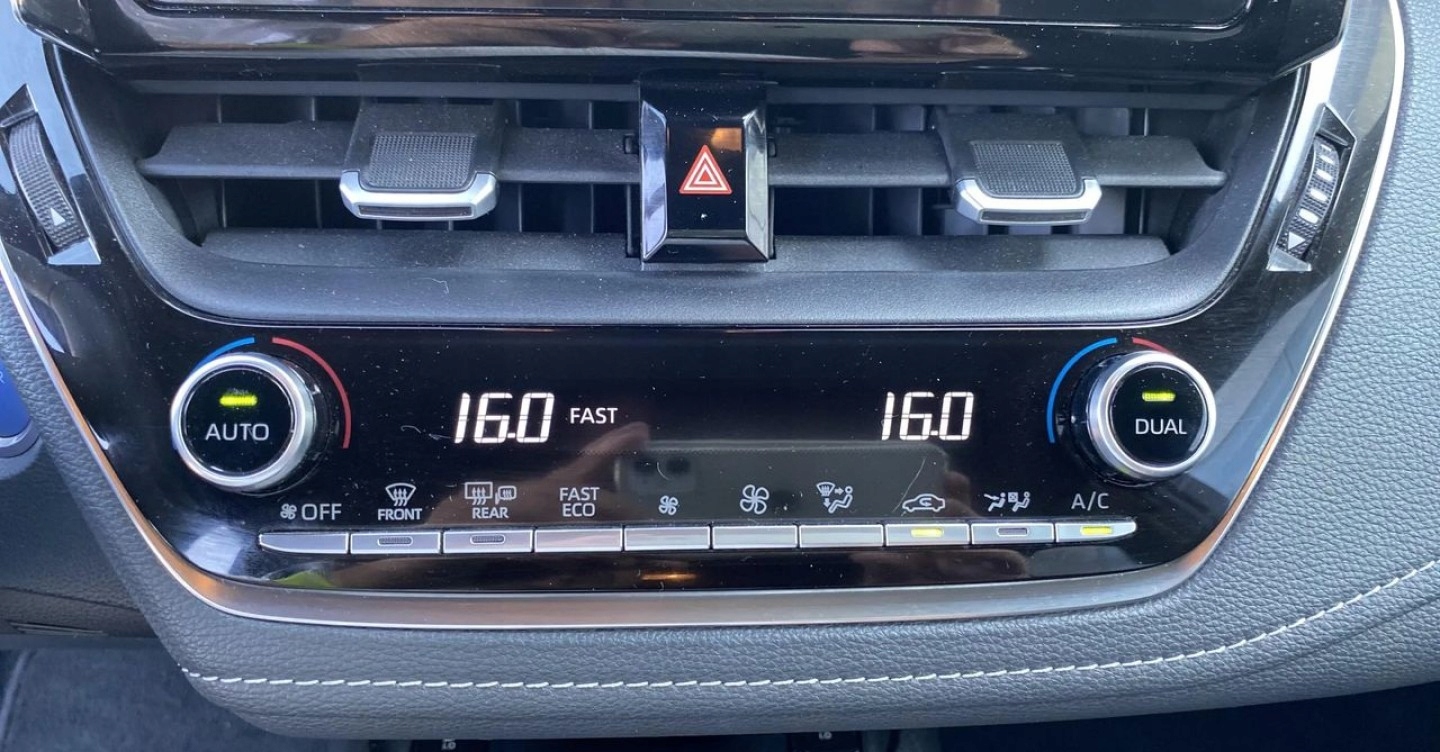 AUTO
16.0 FAST
16.0
DUAL
OFF
FRONT
REAR
FAST
ECO
A/C